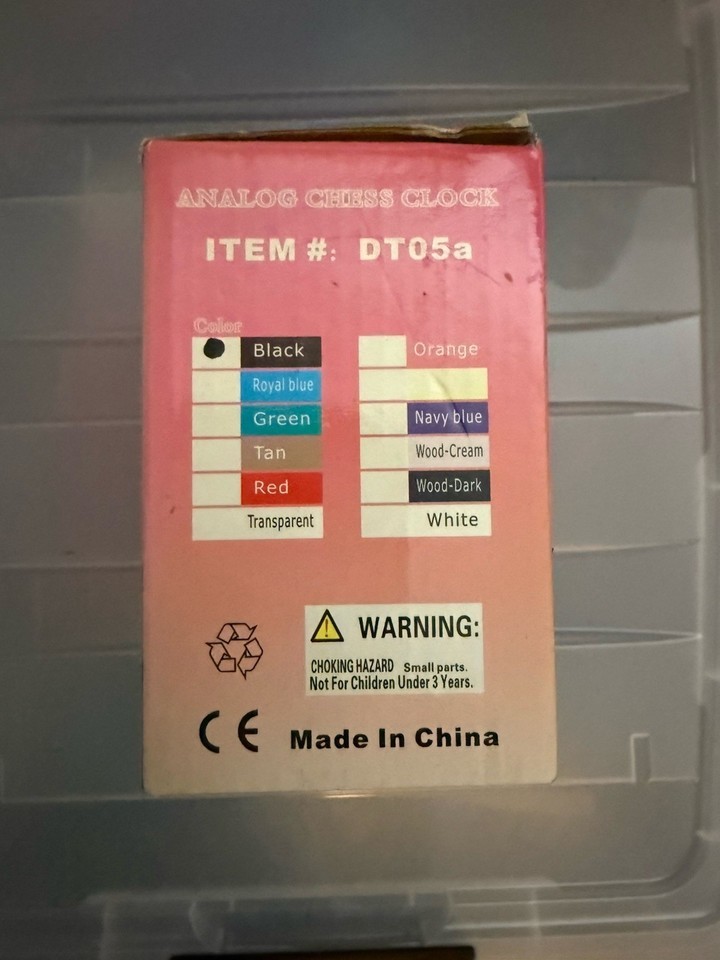 ANALOG CHESS CLOCK
ITEM #: DT05a
Color
Black
Royal blue
Green
Tan
Red
Transparent
Orange
Navy blue
Wood-Cream
Wood-Dark
White
WARNING:
CHOKING HAZARD Small parts.
Not For Children Under 3 Years.
CE Made In China